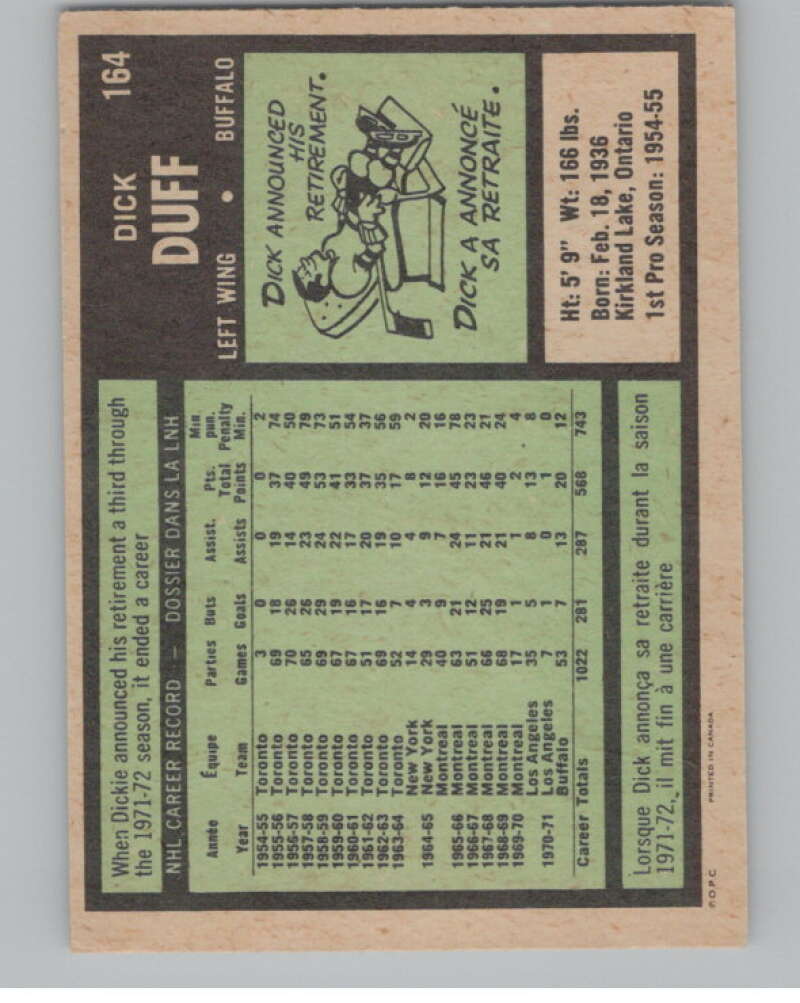 164
DICK
DUFF
LEFT WING • BUFFALO
DICK ANNOUNCED
HIS
RETIREMENT.
DICK A ANNONCÉ
SA RETRAITE.
Ht: 5' 9" Wt: 166 lbs.
Born: Feb. 18, 1936
Kirkland Lake, Ontario
1st Pro Season: 1954-55
When Dickie announced his retirement a third through
the 1971-72 season, it ended a career
NHL CAREER RECORD – DOSSIER DANS LA LNH
Année Équipe Parties Buts Assist. Pts. Min pun.
Year Team Games Goals Assists Total Points Penalty Min.
1954-55 Toronto 3 0 0 0 2
1955-56 Toronto 69 18 19 37 74
1956-57 Toronto 70 26 14 40 50
1957-58 Toronto 65 26 23 49 79
1958-59 Toronto 69 29 24 53 73
1959-60 Toronto 67 19 22 41 51
1960-61 Toronto 67 16 17 33 54
1961-62 Toronto 51 17 20 37 37
1962-63 Toronto 69 16 19 35 56
1963-64 Toronto 52 7 10 17 59
New York 14 4 4 8 2
1964-65 New York 29 3 9 12 20
Montreal 40 9 7 16 16
1965-66 Montreal 63 21 24 45 78
1966-67 Montreal 51 12 11 23 23
1967-68 Montreal 66 25 21 46 21
1968-69 Montreal 68 19 21 40 24
1969-70 Montreal 17 1 1 2 4
Los Angeles 35 5 8 13 8
1970-71 Los Angeles 7 1 0 1 0
Buffalo 53 7 13 20 12
Career Totals 1022 281 287 568 743
Lorsque Dick annonça sa retraite durant la saison
1971-72, il mit fin à une carrière
P.O.P.C. PRINTED IN CANADA